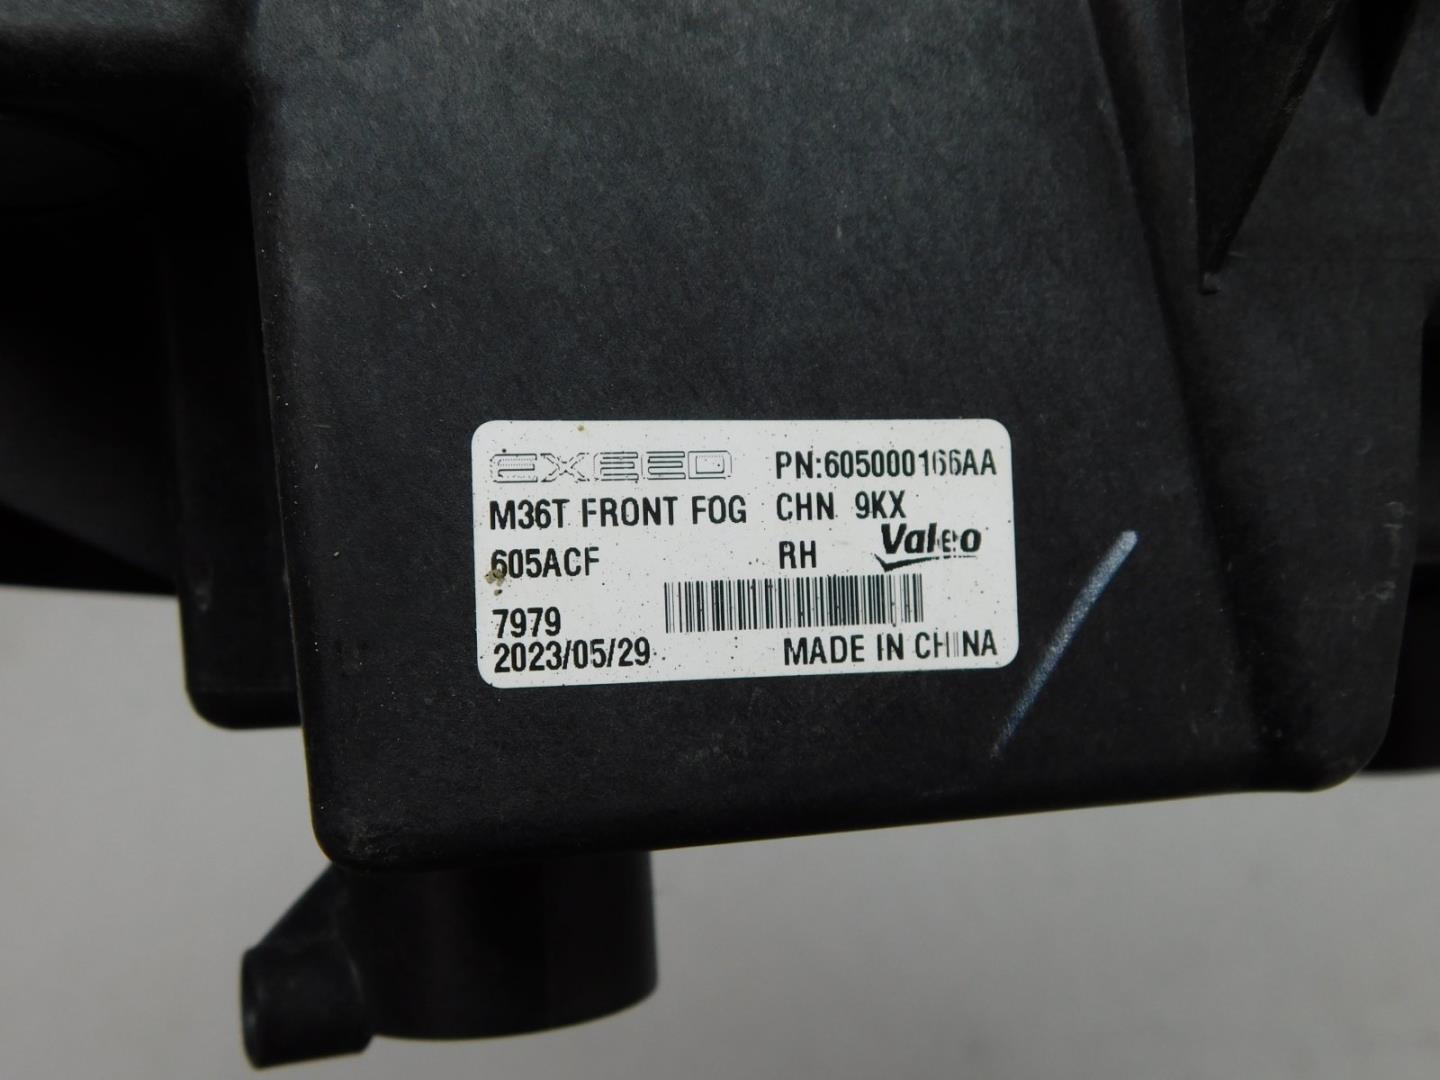 EXEED PN:605000166AA
M36T FRONT FOG CHN 9KX
605ACF RH Valeo
7979
2023/05/29 MADE IN CHINA